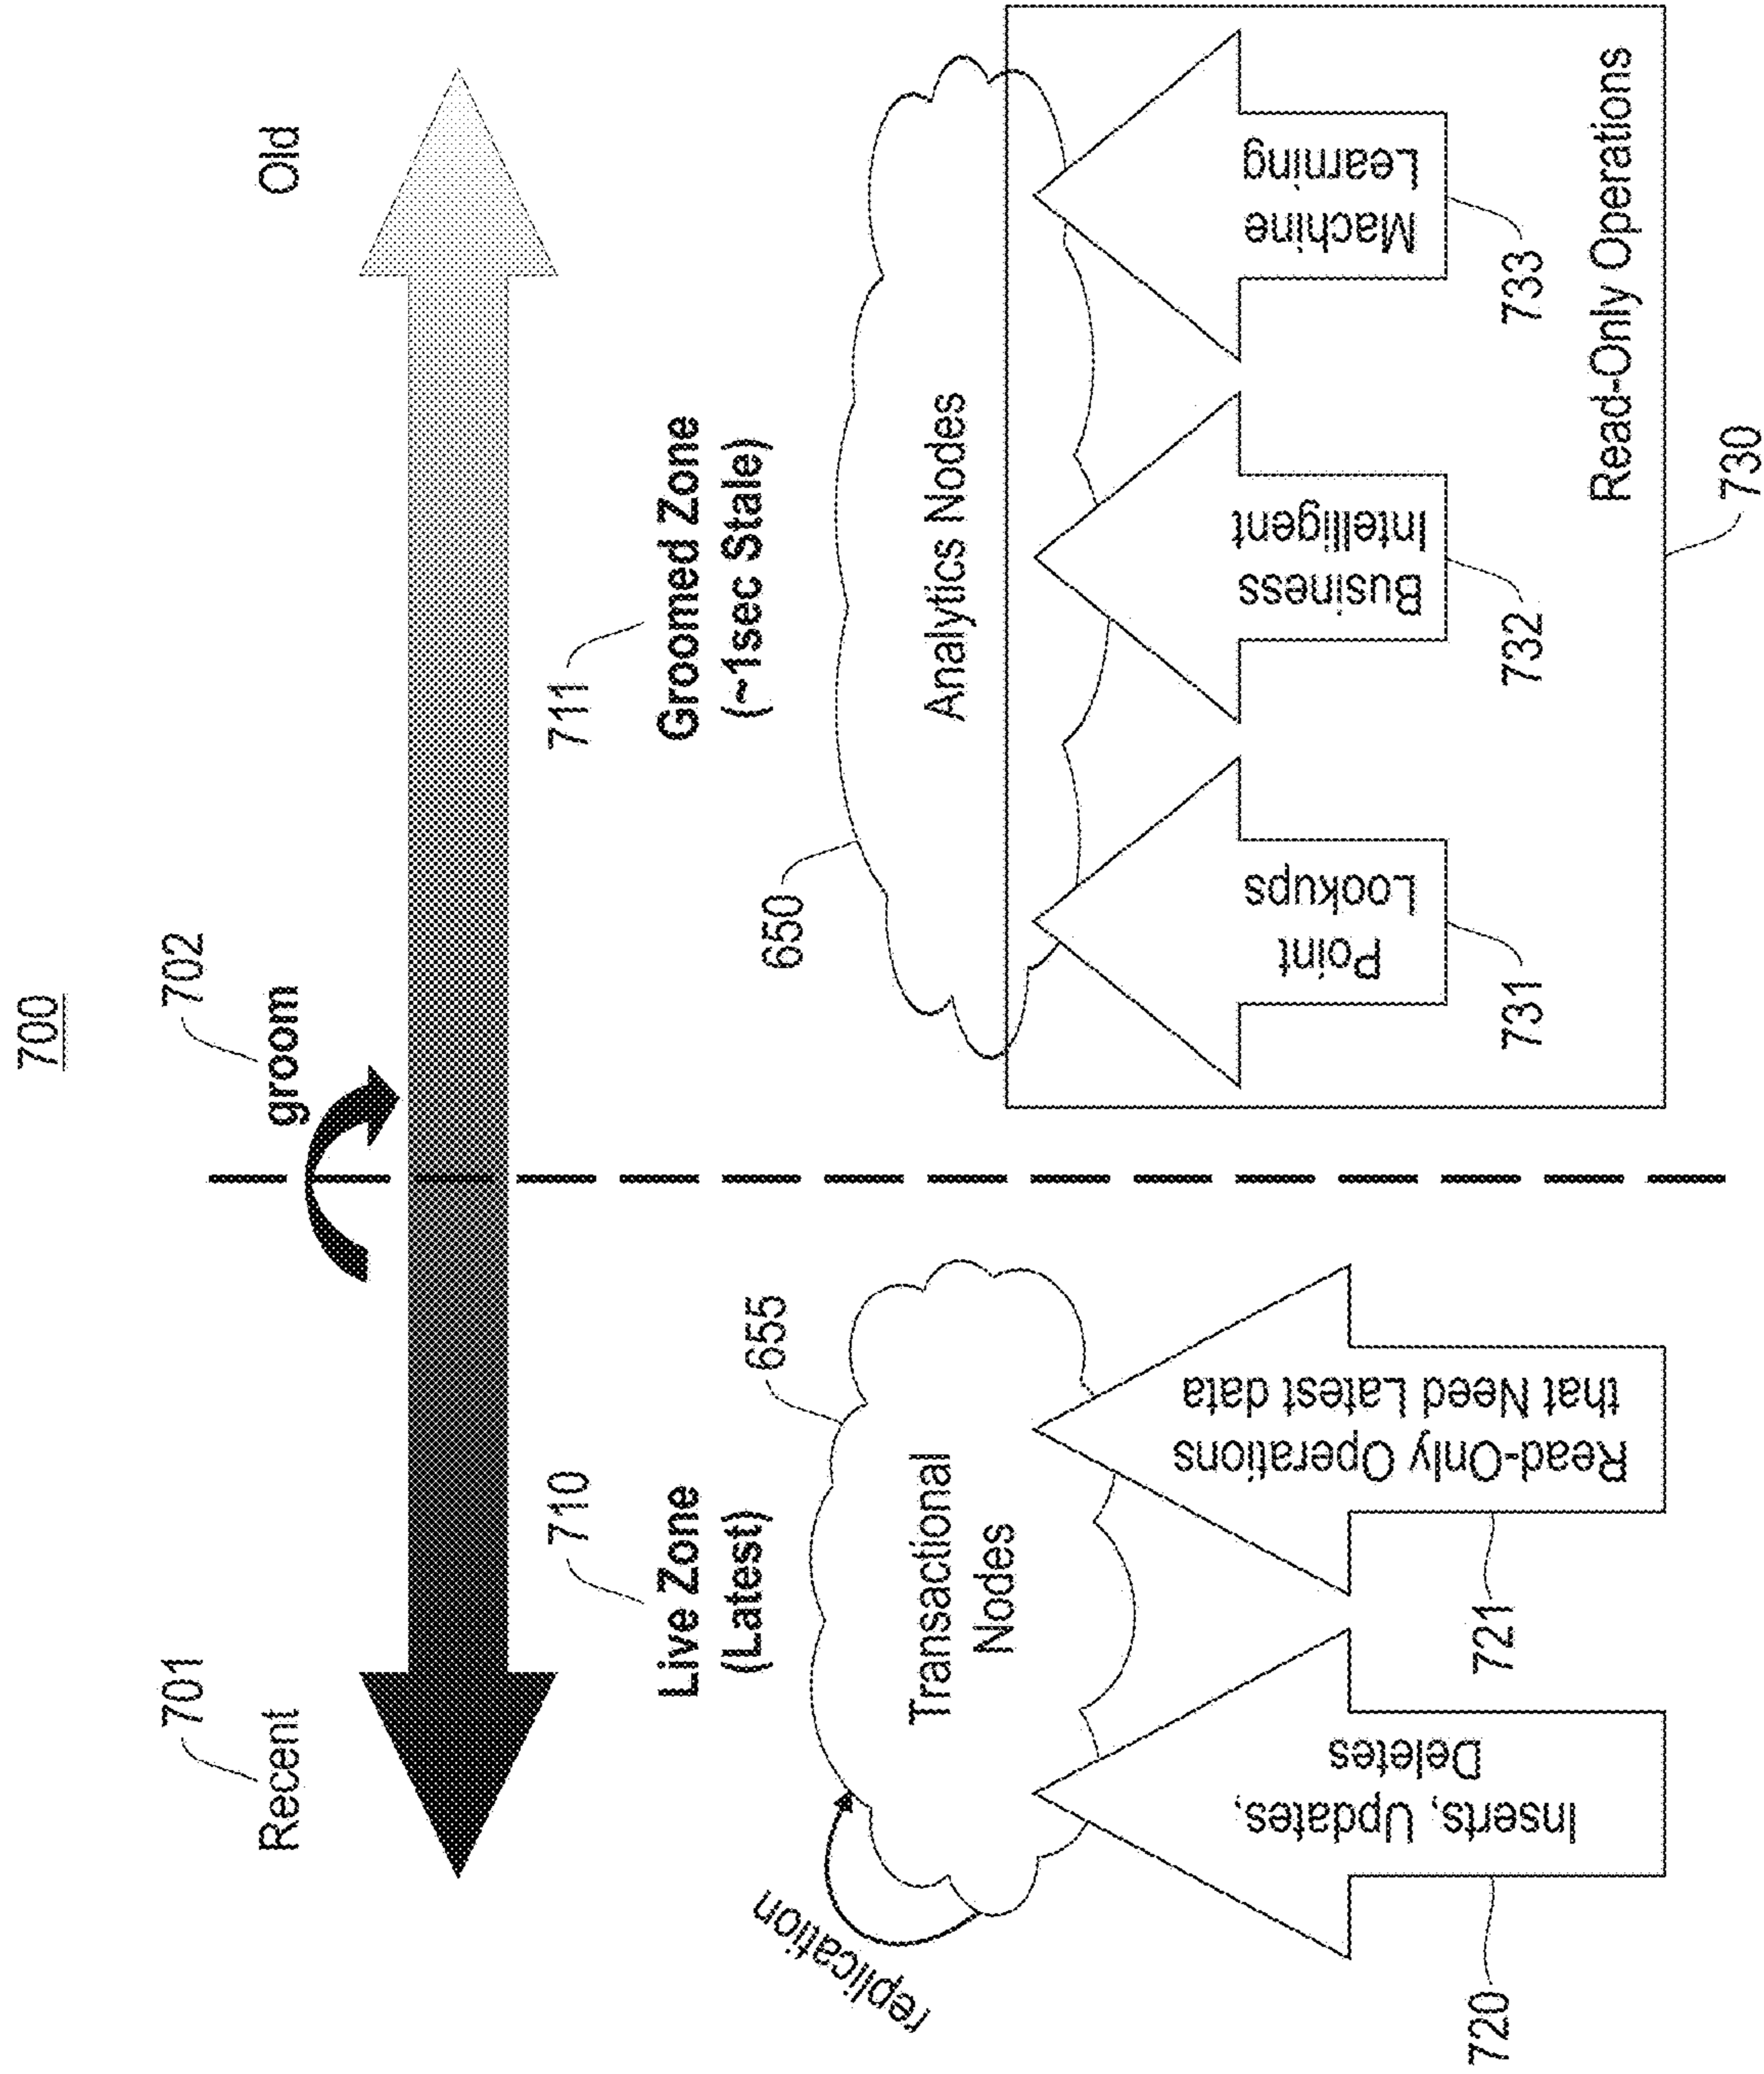 700
701
Recent
702
groom
Old
710
Live Zone
(Latest)
711
Groomed Zone
(~1sec Stale)
replication
655
Transactional
Nodes
650
Analytics Nodes
Inserts, Updates,
Deletes
720
Read-Only Operations
that Need Latest data
721
Point
Lookups
731
Business
Intelligent
732
Machine
Learning
733
Read-Only Operations
730